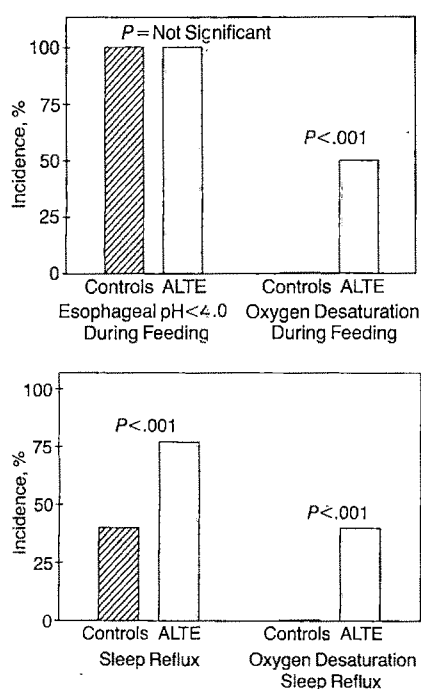 P = Not Significant
100
75
50
25
0
Incidence, %
P<.001
Controls ALTE
Controls ALTE
Esophageal pH<4.0
During Feeding
Oxygen Desaturation
During Feeding
100
75
50
25
0
Incidence, %
P<.001
P<.001
Controls ALTE
Controls ALTE
Sleep Reflux
Oxygen Desaturation
Sleep Reflux